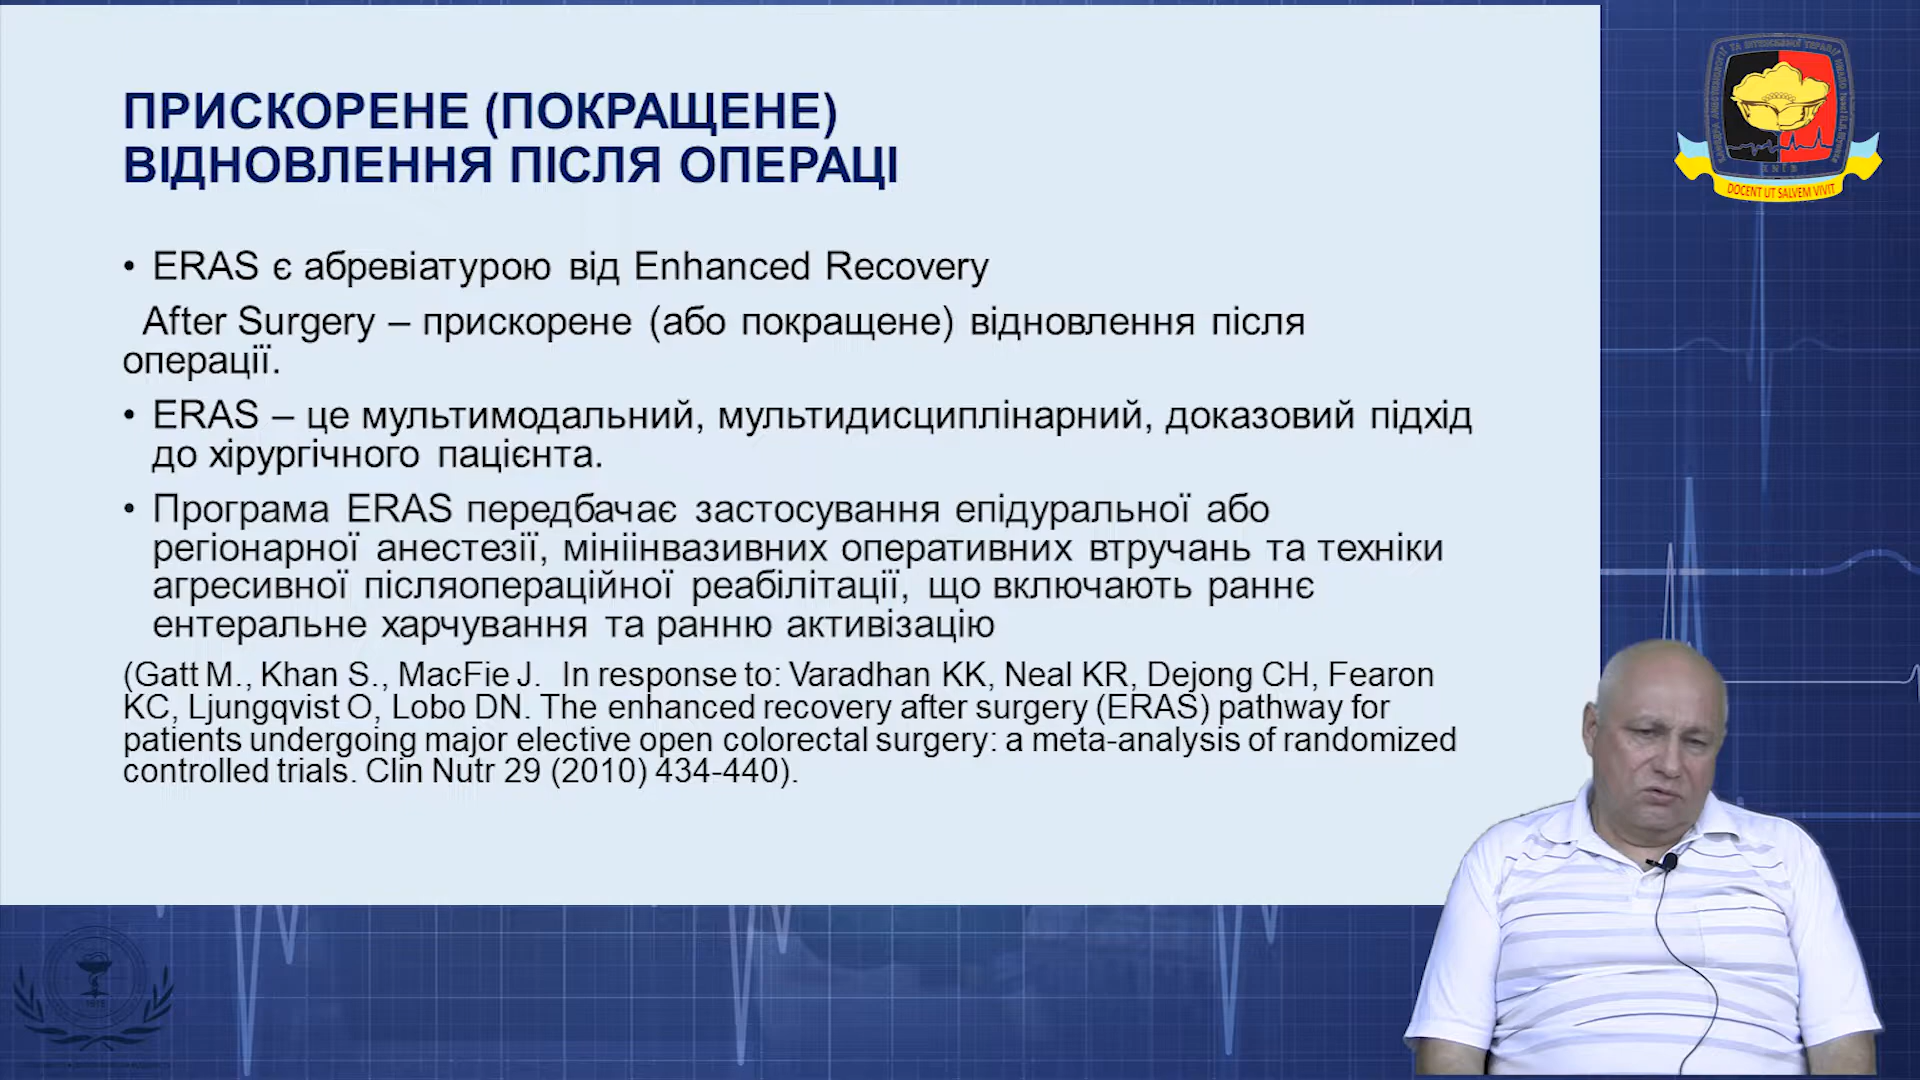 ПРИСКОРЕНЕ (ПОКРАЩЕНЕ)
ВІДНОВЛЕННЯ ПІСЛЯ ОПЕРАЦІ
• ERAS є абревіатурою від Enhanced Recovery
After Surgery – прискорене (або покращене) відновлення після
операції.
• ERAS – це мультимодальний, мультидисциплінарний, доказовий підхід
до хірургічного пацієнта.
• Програма ERAS передбачає застосування епідуральної або
регіонарної анестезії, мініінвазивних оперативних втручань та техніки
агресивної післяопераційної реабілітації, що включають раннє
ентеральне харчування та ранню активізацію
(Gatt M., Khan S., MacFie J. In response to: Varadhan KK, Neal KR, Dejong CH, Fearon
KC, Ljungqvist O, Lobo DN. The enhanced recovery after surgery (ERAS) pathway for
patients undergoing major elective open colorectal surgery: a meta-analysis of randomized
controlled trials. Clin Nutr 29 (2010) 434-440).
КИЇВ
DOCENT UT SALVEM VIVIT